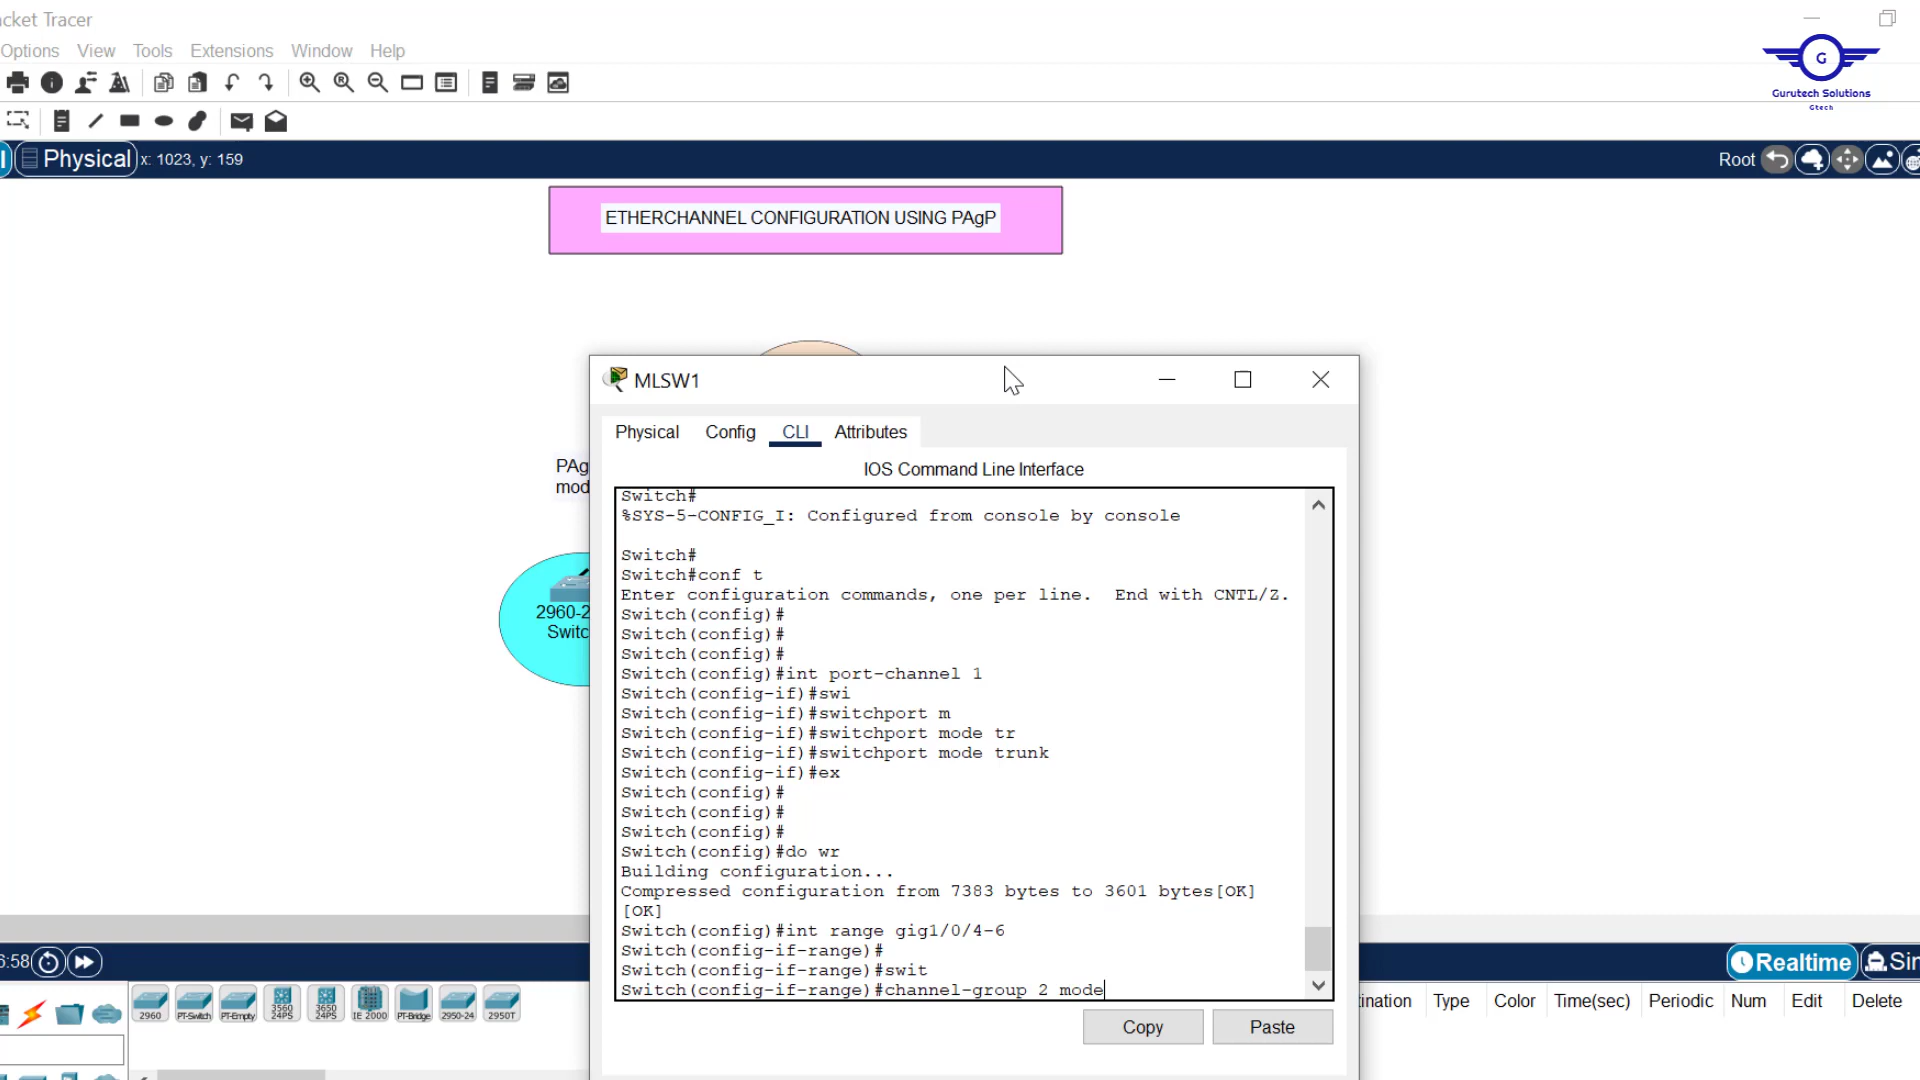 cket Tracer
Options View Tools Extensions Window Help
G
Gurutech Solutions
Gtech
Physical x: 1023, y: 159
Root
ETHERCHANNEL CONFIGURATION USING PAgP
MLSW1
Physical Config CLI Attributes
IOS Command Line Interface
PAg
mod
2960-2
Switc
Switch#
%SYS-5-CONFIG_I: Configured from console by console
Switch#
Switch#conf t
Enter configuration commands, one per line. End with CNTL/Z.
Switch(config)#
Switch(config)#
Switch(config)#
Switch(config)#int port-channel 1
Switch(config-if)#swi
Switch(config-if)#switchport m
Switch(config-if)#switchport mode tr
Switch(config-if)#switchport mode trunk
Switch(config-if)#ex
Switch(config)#
Switch(config)#
Switch(config)#
Switch(config)#do wr
Building configuration...
Compressed configuration from 7383 bytes to 3601 bytes[OK]
[OK]
Switch(config)#int range gig1/0/4-6
Switch(config-if-range)#
Switch(config-if-range)#swit
Switch(config-if-range)#channel-group 2 mode
Copy Paste
6:58
Realtime Sin
2960 PT-Switch PT-Empty 3560 24PS 3650 24PS IE 2000 PT-Bridge 2950-24 2950T
ination Type Color Time(sec) Periodic Num Edit Delete